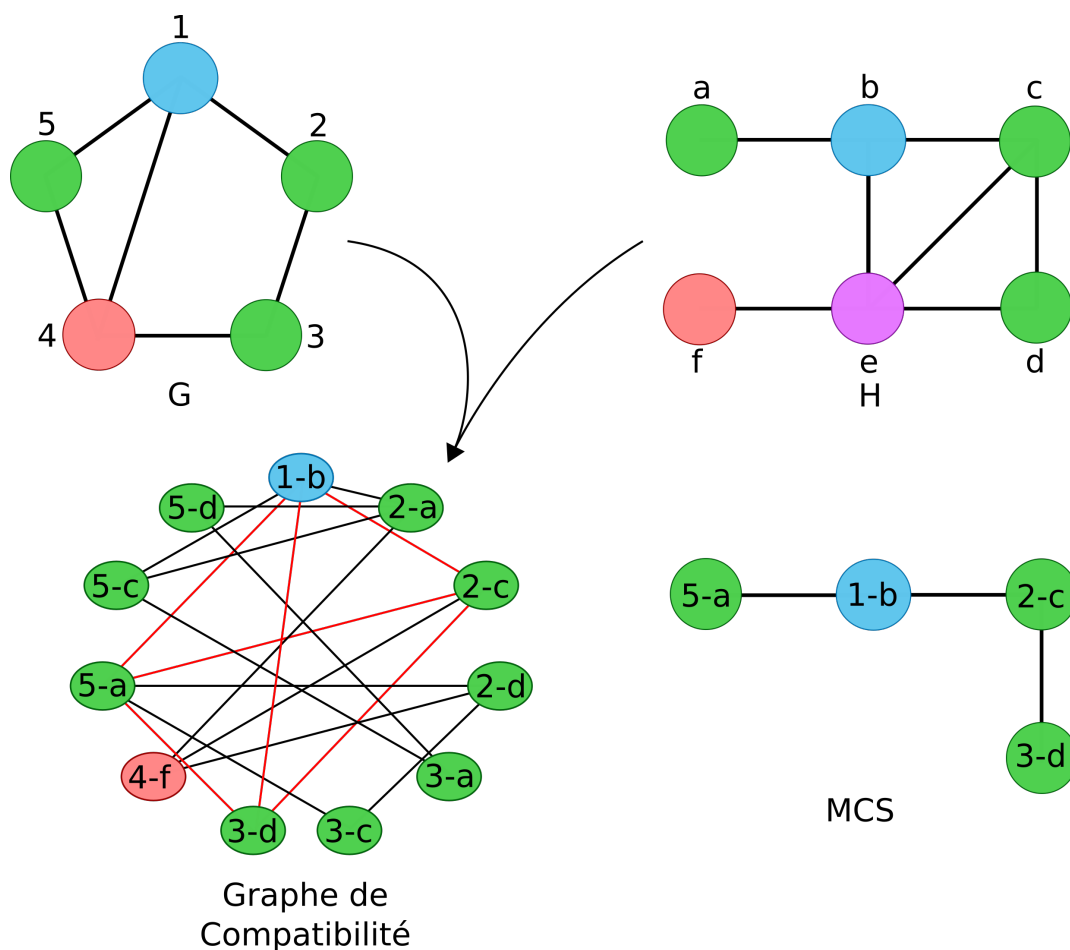 1
5
2
4
3
G
a
b
c
f
e
d
H
1-b
5-d
2-a
5-c
2-c
5-a
2-d
4-f
3-a
3-d
3-c
Graphe de
Compatibilité
5-a
1-b
2-c
3-d
MCS